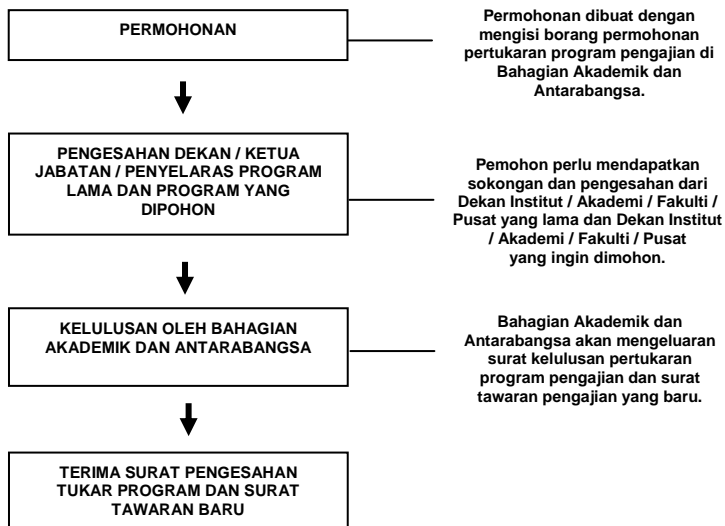 PERMOHONAN
Permohonan dibuat dengan
mengisi borang permohonan
pertukaran program pengajian di
Bahagian Akademik dan
Antarabangsa.
PENGESAHAN DEKAN / KETUA
JABATAN / PENYELARAS PROGRAM
LAMA DAN PROGRAM YANG
DIPOHON
Pemohon perlu mendapatkan
sokongan dan pengesahan dari
Dekan Institut / Akademi / Fakulti /
Pusat yang lama dan Dekan Institut
/ Akademi / Fakulti / Pusat
yang ingin dimohon.
KELULUSAN OLEH BAHAGIAN
AKADEMIK DAN ANTARABANGSA
Bahagian Akademik dan
Antarabangsa akan mengeluaran
surat kelulusan pertukaran
program pengajian dan surat
tawaran pengajian yang baru.
TERIMA SURAT PENGESAHAN
TUKAR PROGRAM DAN SURAT
TAWARAN BARU